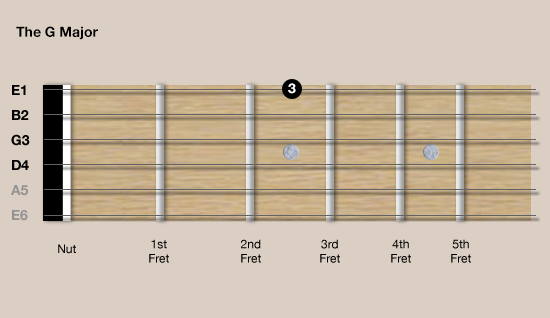 The G Major
E1
3
B2
G3
D4
A5
E6
Nut
1st
Fret
2nd
Fret
3rd
Fret
4th
Fret
5th
Fret